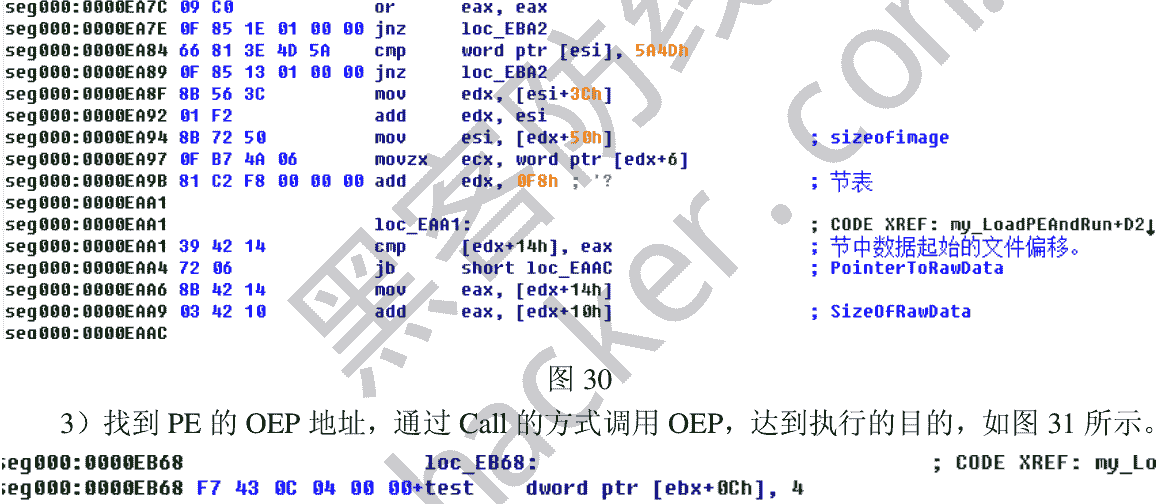 seg000:0000EA7C 09 C0 or eax, eax
seg000:0000EA7E 0F 85 1E 01 00 00 jnz loc_EBA2
seg000:0000EA84 66 81 3E 4D 5A cmp word ptr [esi], 5A4Dh
seg000:0000EA89 0F 85 13 01 00 00 jnz loc_EBA2
seg000:0000EA8F 8B 56 3C mov edx, [esi+3Ch]
seg000:0000EA92 01 F2 add edx, esi
seg000:0000EA94 8B 72 50 mov esi, [edx+50h] ; sizeofimage
seg000:0000EA97 0F B7 4A 06 movzx ecx, word ptr [edx+6]
seg000:0000EA9B 81 C2 F8 00 00 00 add edx, 0F8h ; '? ; 节表
seg000:0000EAA1
seg000:0000EAA1 loc_EAA1: ; CODE XREF: my_LoadPEAndRun+D2↓
seg000:0000EAA1 39 42 14 cmp [edx+14h], eax ; 节中数据起始的文件偏移。
seg000:0000EAA4 72 06 jb short loc_EAAC ; PointerToRawData
seg000:0000EAA6 8B 42 14 mov eax, [edx+14h]
seg000:0000EAA9 03 42 10 add eax, [edx+10h] ; SizeOfRawData
seg000:0000EAAC
图 30
3）找到 PE 的 OEP 地址，通过 Call 的方式调用 OEP，达到执行的目的，如图 31 所示。
seg000:0000EB68 loc_EB68: ; CODE XREF: my_Lo
seg000:0000EB68 F7 43 0C 04 00 00+test dword ptr [ebx+0Ch], 4
黑客防线
hacker.com